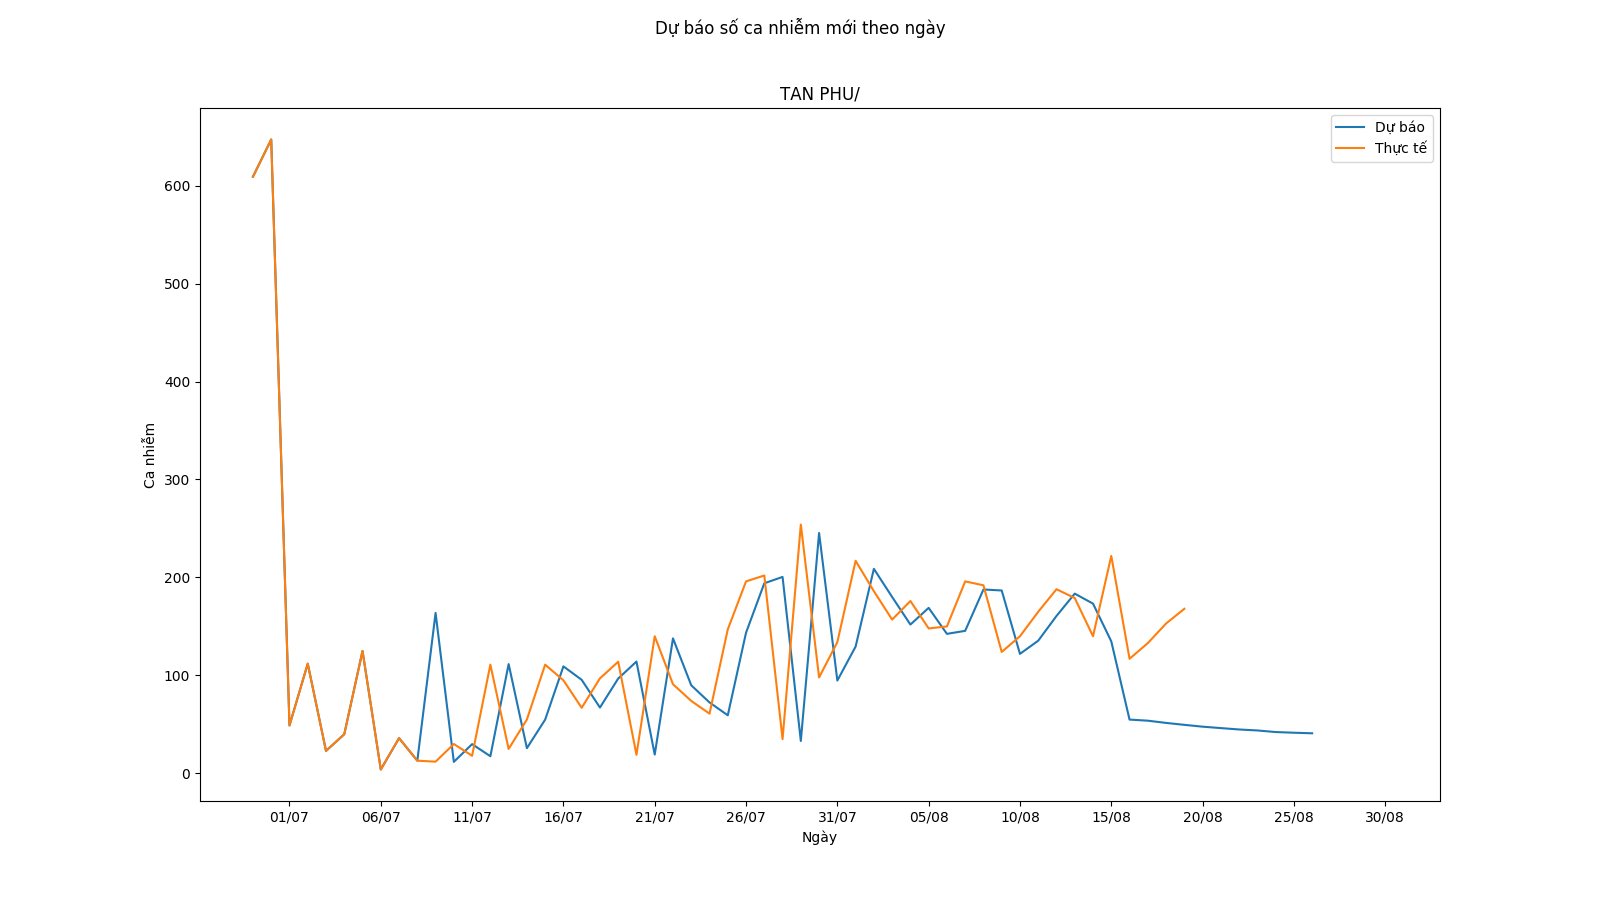 Dự báo số ca nhiễm mới theo ngày
TAN PHU/
Dự báo
Thực tế
Ca nhiễm
600
500
400
300
200
100
0
01/07 06/07 11/07 16/07 21/07 26/07 31/07 05/08 10/08 15/08 20/08 25/08 30/08
Ngày